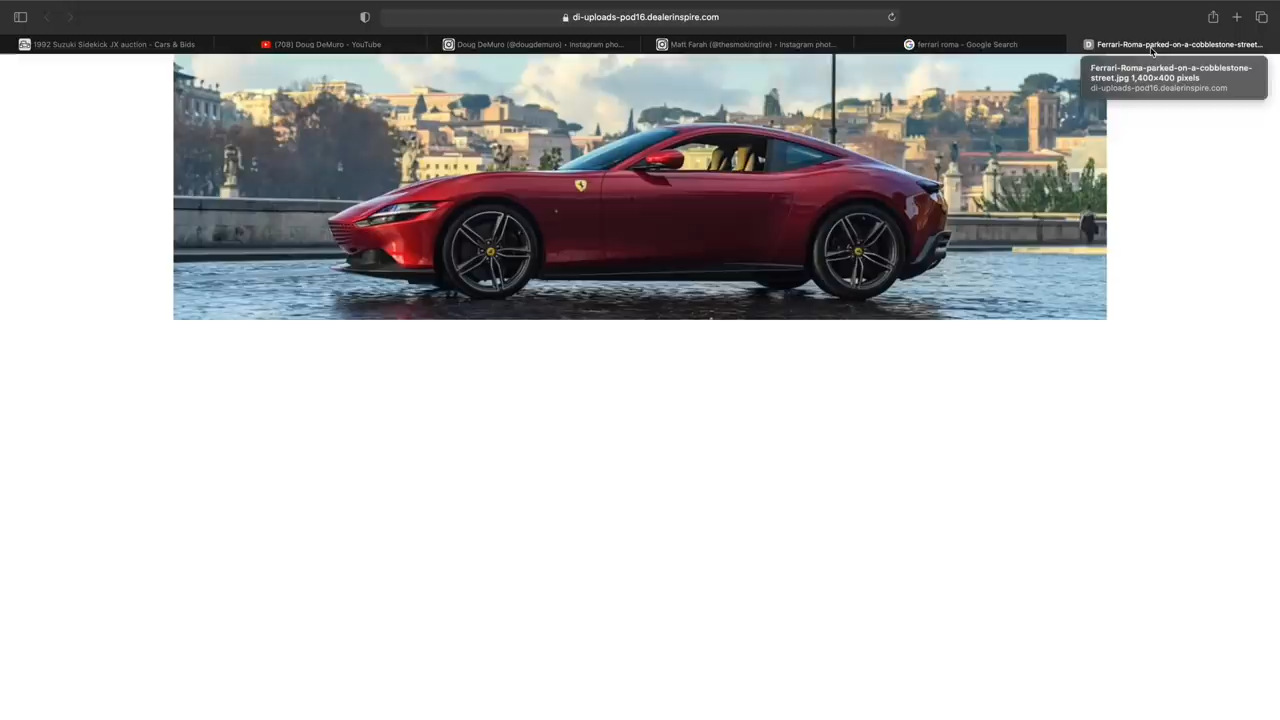 di-uploads-pod16.dealerinspire.com
1992 Suzuki Sidekick JX auction - Cars & Bids
(708) Doug DeMuro - YouTube
Doug DeMuro (@dougdemuro) • Instagram pho...
Matt Farah (@thesmokingtire) • Instagram phot...
ferrari roma - Google Search
D Ferrari-Roma-parked-on-a-cobblestone-street...
Ferrari-Roma-parked-on-a-cobblestone-
street.jpg 1,400×400 pixels
di-uploads-pod16.dealerinspire.com